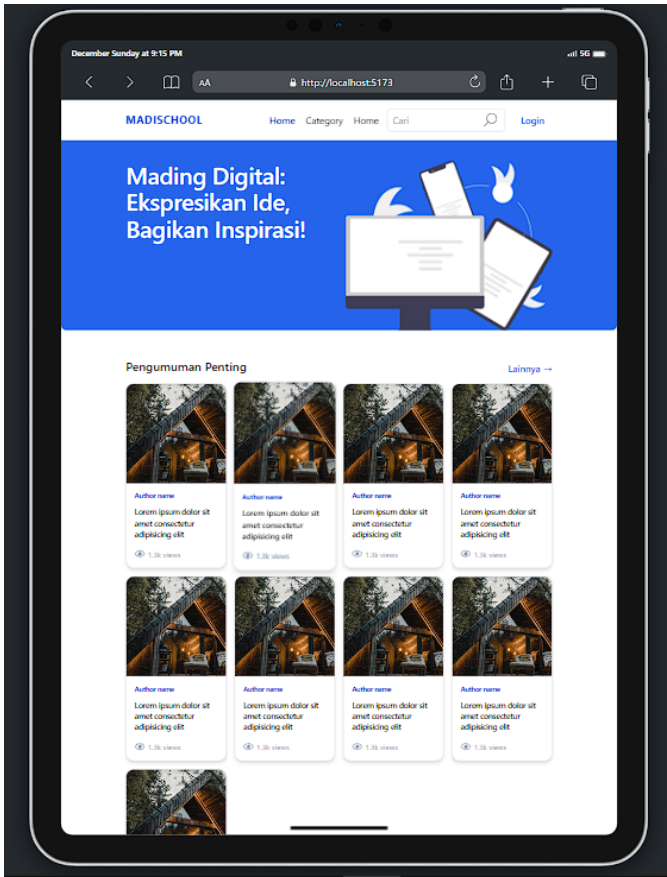 December Sunday at 9:15 PM
5G
AA
http://localhost:5173
MADISCHOOL
Home Category Home Cari Login
Mading Digital:
Ekspresikan Ide,
Bagikan Inspirasi!
Pengumuman Penting
Lainnya →
Author name
Lorem ipsum dolor sit
amet consectetur
adipisicing elit
1.3k views
Author name
Lorem ipsum dolor sit
amet consectetur
adipisicing elit
1.3k views
Author name
Lorem ipsum dolor sit
amet consectetur
adipisicing elit
1.3k views
Author name
Lorem ipsum dolor sit
amet consectetur
adipisicing elit
1.3k views
Author name
Lorem ipsum dolor sit
amet consectetur
adipisicing elit
1.3k views
Author name
Lorem ipsum dolor sit
amet consectetur
adipisicing elit
1.3k views
Author name
Lorem ipsum dolor sit
amet consectetur
adipisicing elit
1.3k views
Author name
Lorem ipsum dolor sit
amet consectetur
adipisicing elit
1.3k views